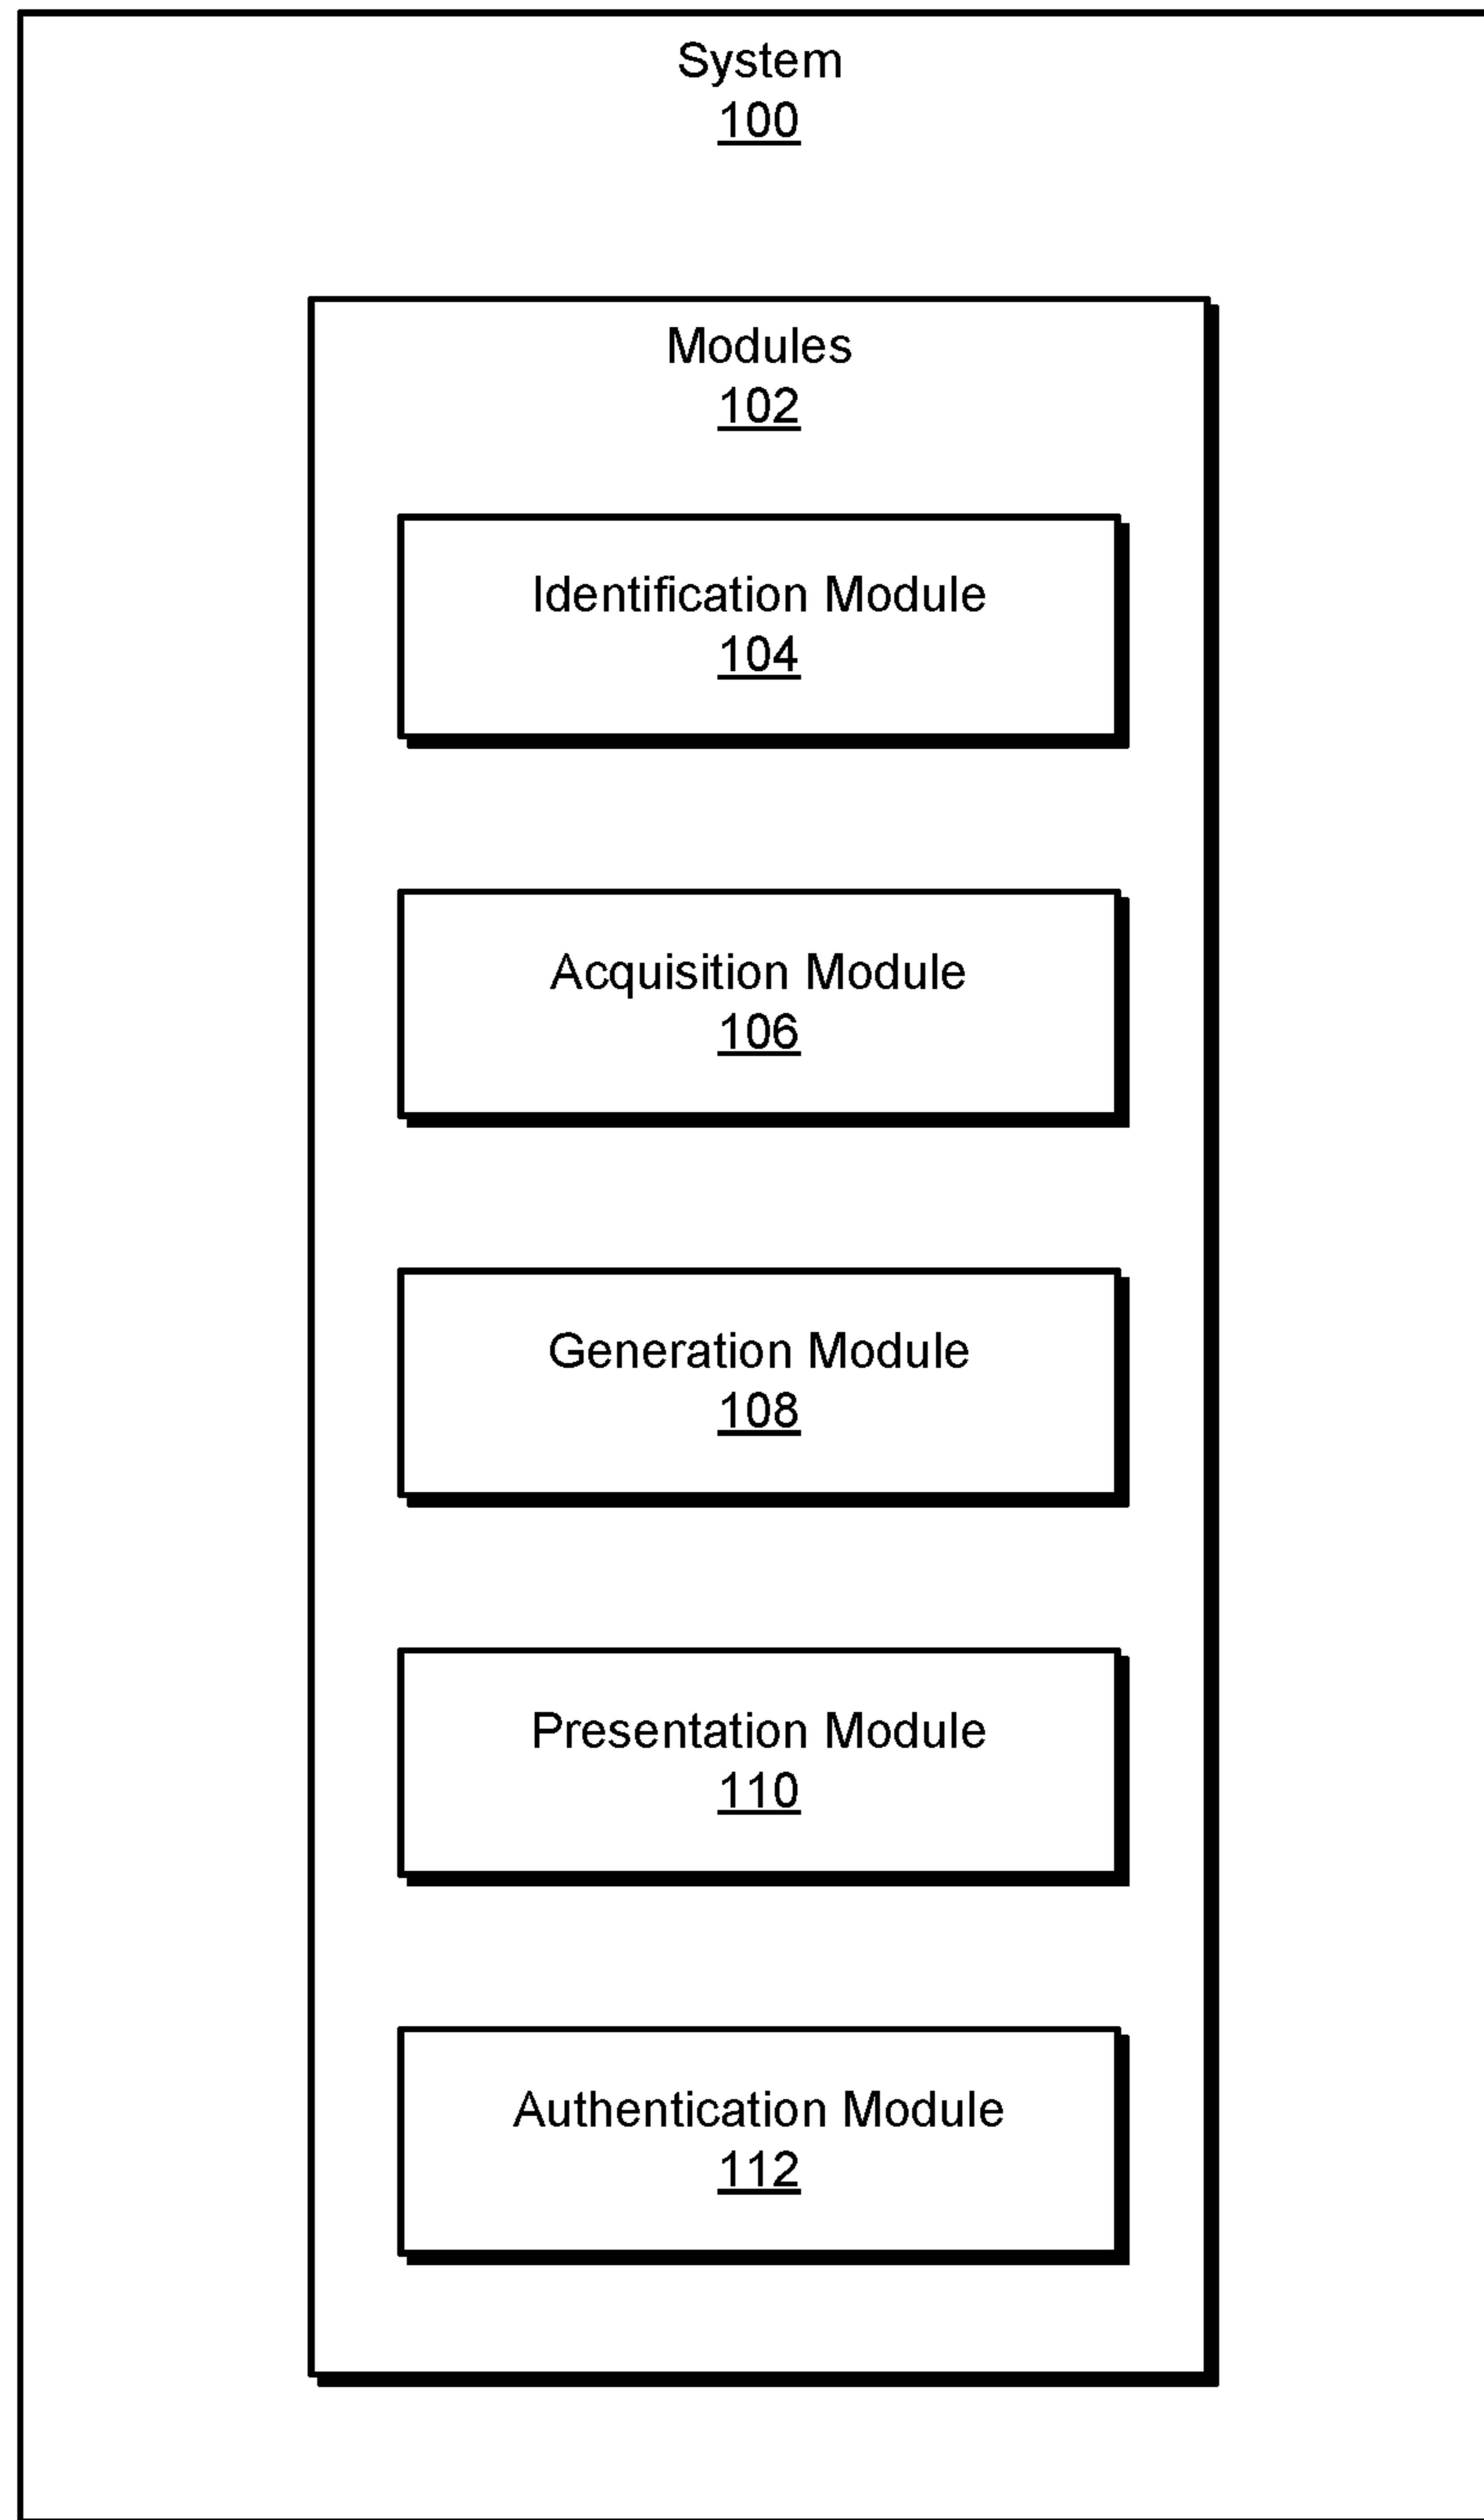 System
100
Modules
102
Identification Module
104
Acquisition Module
106
Generation Module
108
Presentation Module
110
Authentication Module
112